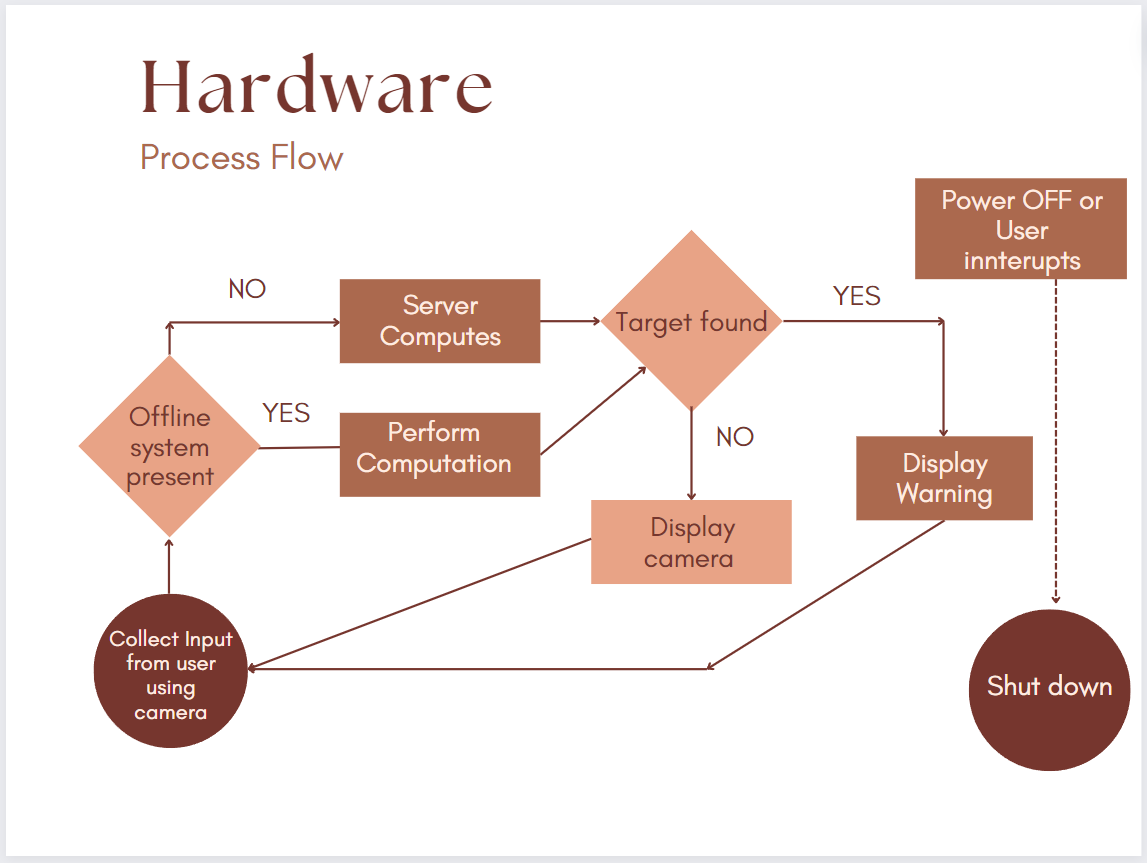 Hardware
Process Flow
Power OFF or
User
innterupts
NO
Server
Computes
Target found
YES
Offline
system
present
YES
Perform
Computation
NO
Display
Warning
Display
camera
Collect Input
from user
using
camera
Shut down